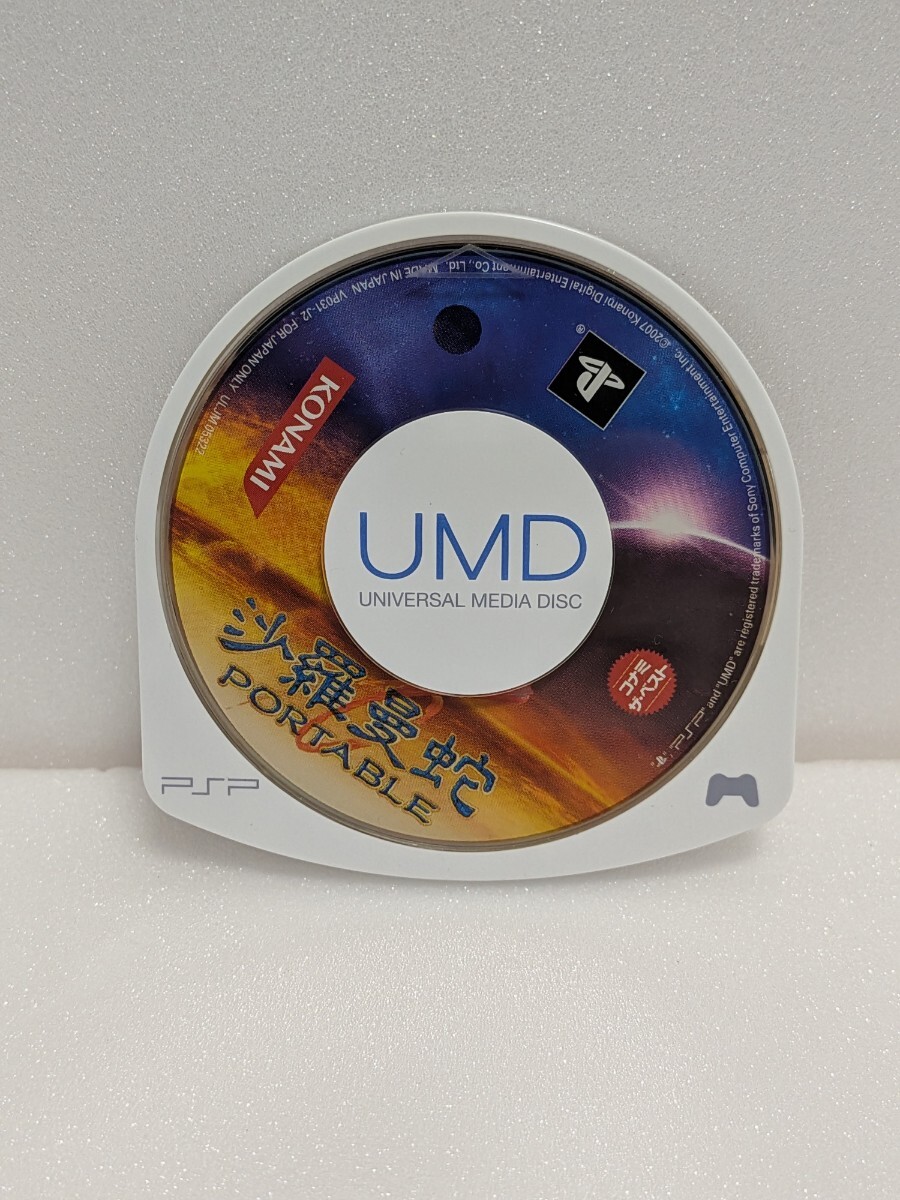 ©2007 Konami Digital Entertainment Co., Ltd. MADE IN JAPAN VP031-J2 FOR JAPAN ONLY ULJM 05322
KONAMI
®
UMD
UNIVERSAL MEDIA DISC
コナミ
ザ・ベスト
沙羅曼蛇
PORTABLE
PSP
"PSP" and "UMD" are registered trademarks of Sony Computer Entertainment Inc.